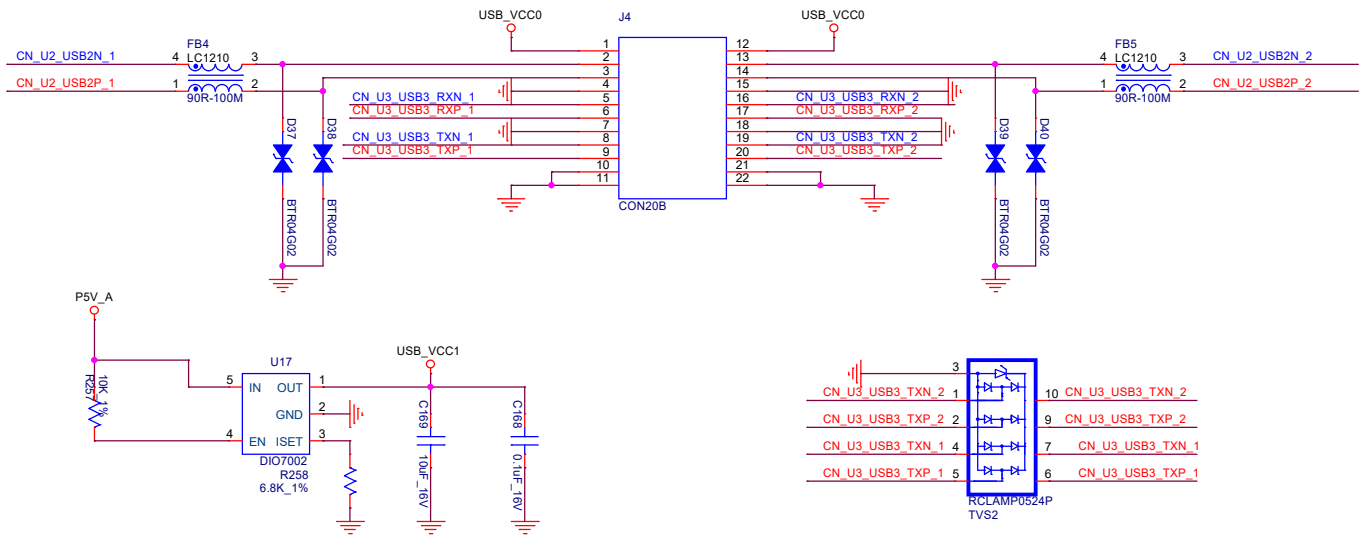 USB_VCC0
J4
USB_VCC0
1
2
3
4
5
6
7
8
9
10
11
12
13
14
15
16
17
18
19
20
21
22
CON20B
CN_U2_USB2N_1
CN_U2_USB2P_1
FB4
LC1210
4
3
1
2
90R-100M
CN_U3_USB3_RXN_1
CN_U3_USB3_RXP_1
CN_U3_USB3_TXN_1
CN_U3_USB3_TXP_1
D37
BTR04G02
D38
BTR04G02
CN_U3_USB3_RXN_2
CN_U3_USB3_RXP_2
CN_U3_USB3_TXN_2
CN_U3_USB3_TXP_2
FB5
LC1210
4
3
1
2
90R-100M
CN_U2_USB2N_2
CN_U2_USB2P_2
D39
BTR04G02
D40
BTR04G02
P5V_A
R257
10K_1%
U17
5
IN
OUT
1
GND
2
4
EN
ISET
3
DIO7002
R258
6.8K_1%
USB_VCC1
C169
10uF_16V
C168
0.1uF_16V
3
CN_U3_USB3_TXN_2
1
10
CN_U3_USB3_TXN_2
CN_U3_USB3_TXP_2
2
9
CN_U3_USB3_TXP_2
CN_U3_USB3_TXN_1
4
7
CN_U3_USB3_TXN_1
CN_U3_USB3_TXP_1
5
6
CN_U3_USB3_TXP_1
RCLAMP0524P
TVS2